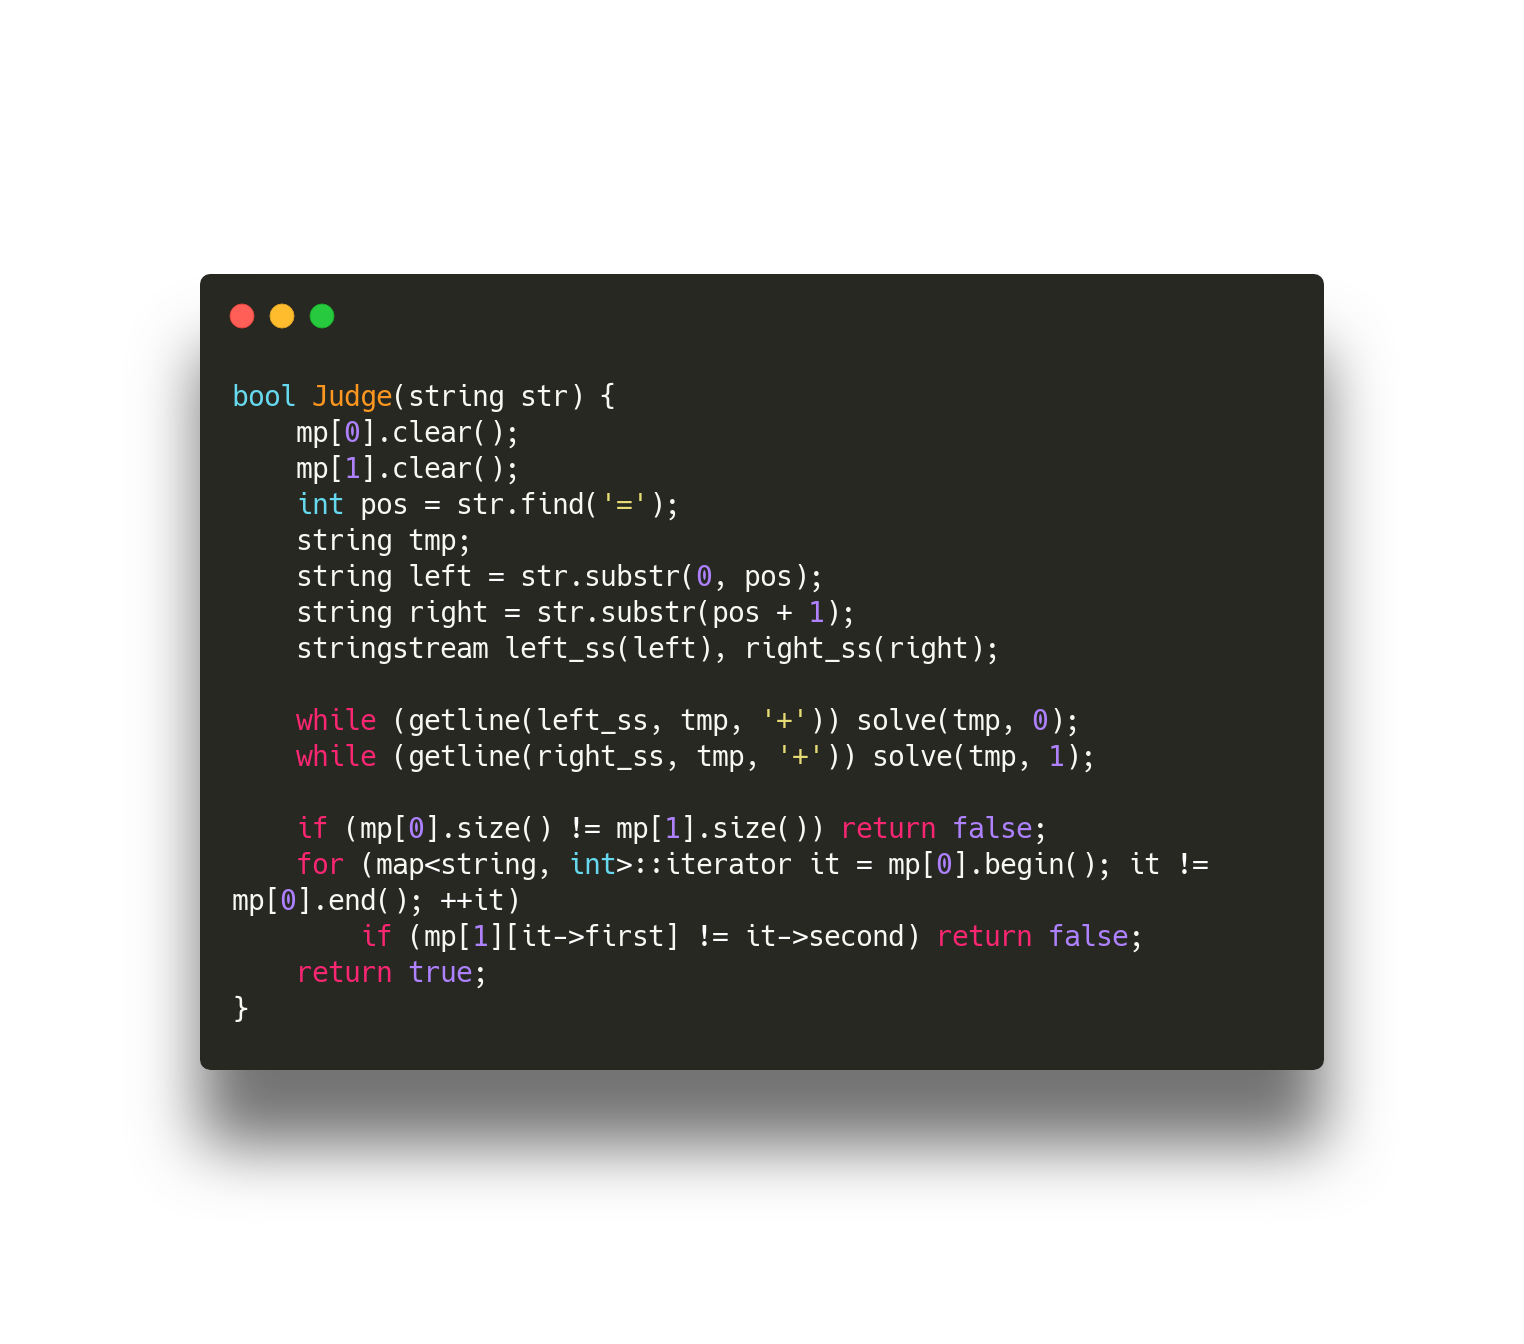 bool Judge(string str) {
    mp[0].clear();
    mp[1].clear();
    int pos = str.find('=');
    string tmp;
    string left = str.substr(0, pos);
    string right = str.substr(pos + 1);
    stringstream left_ss(left), right_ss(right);

    while (getline(left_ss, tmp, '+')) solve(tmp, 0);
    while (getline(right_ss, tmp, '+')) solve(tmp, 1);

    if (mp[0].size() != mp[1].size()) return false;
    for (map<string, int>::iterator it = mp[0].begin(); it !=
mp[0].end(); ++it)
        if (mp[1][it->first] != it->second) return false;
    return true;
}